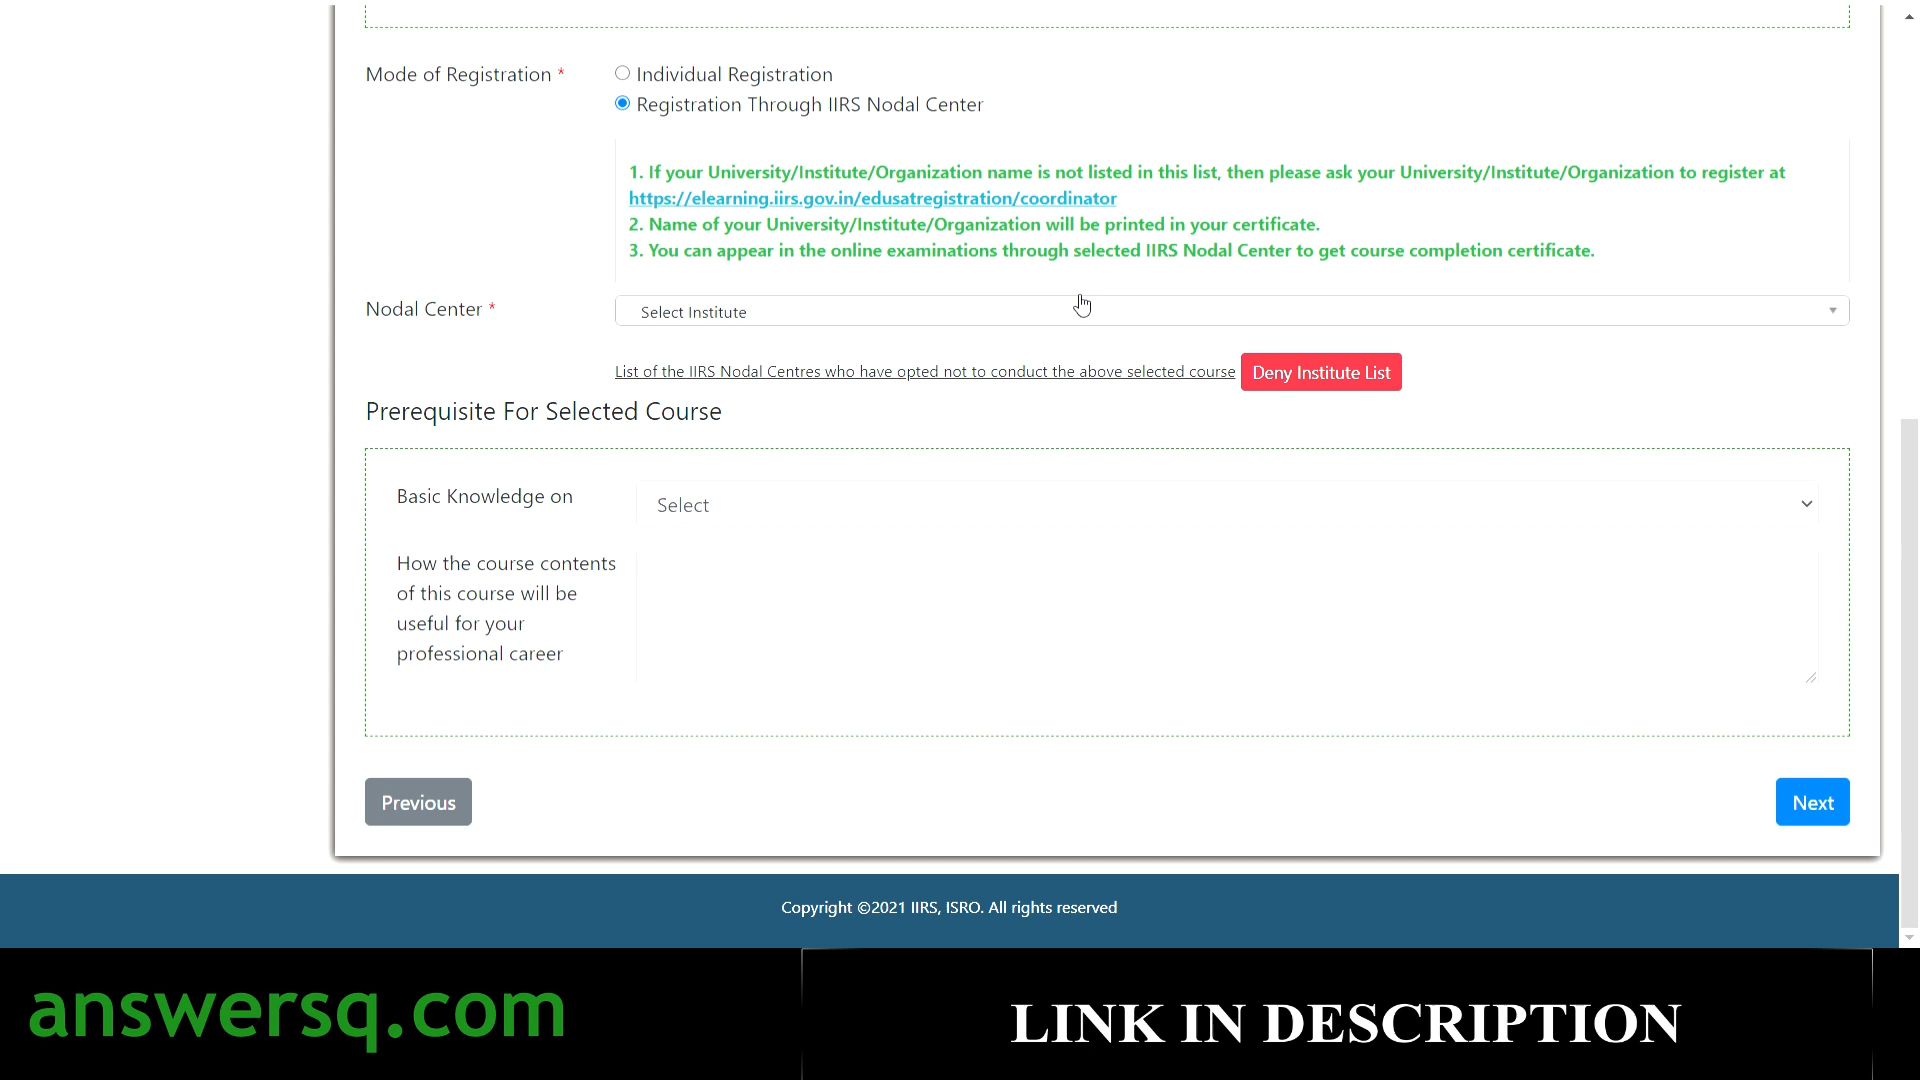 Mode of Registration *
Individual Registration
Registration Through IIRS Nodal Center
1. If your University/Institute/Organization name is not listed in this list, then please ask your University/Institute/Organization to register at
https://elearning.iirs.gov.in/edusatregistration/coordinator
2. Name of your University/Institute/Organization will be printed in your certificate.
3. You can appear in the online examinations through selected IIRS Nodal Center to get course completion certificate.
Nodal Center *
Select Institute
List of the IIRS Nodal Centres who have opted not to conduct the above selected course
Deny Institute List
Prerequisite For Selected Course
Basic Knowledge on
Select
How the course contents
of this course will be
useful for your
professional career
Previous
Next
Copyright ©2021 IIRS, ISRO. All rights reserved
answersq.com
LINK IN DESCRIPTION